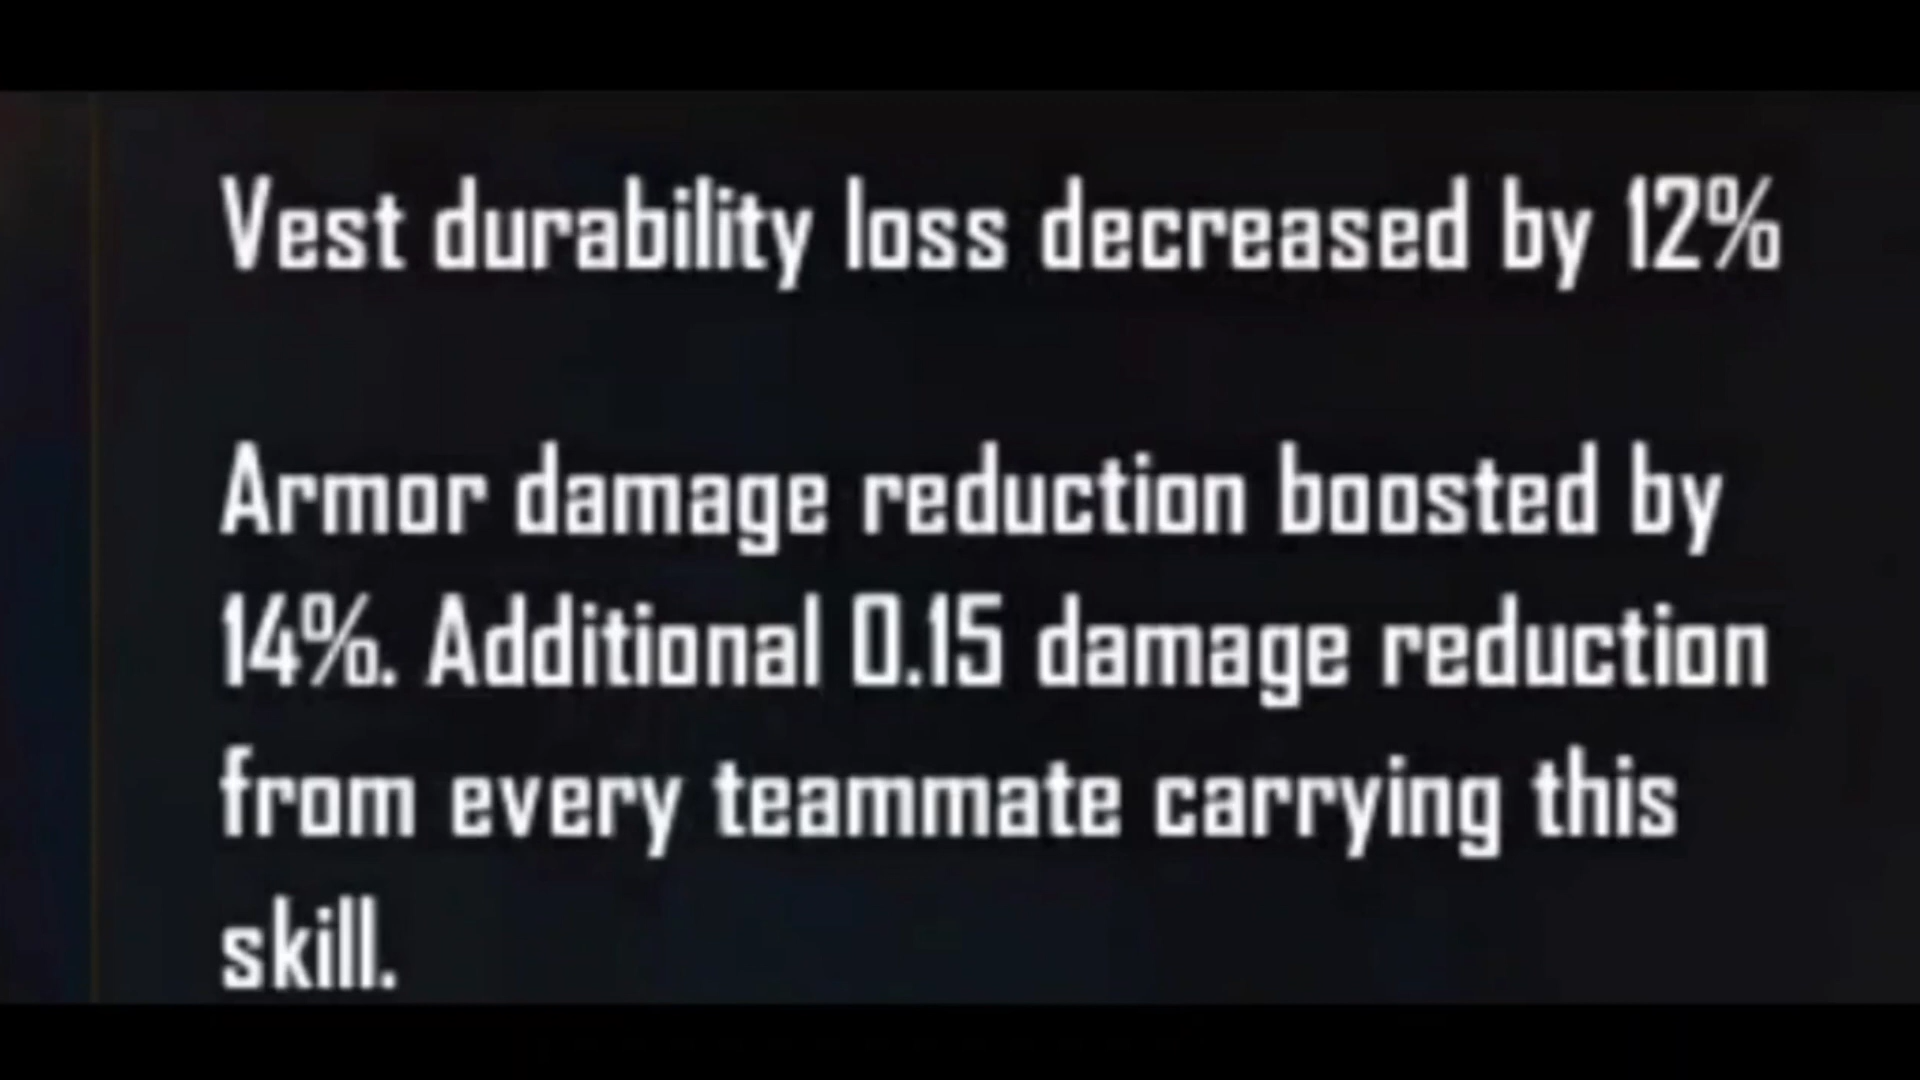 Vest durability loss decreased by 12%
Armor damage reduction boosted by
14%. Additional 0.15 damage reduction
from every teammate carrying this
skill.